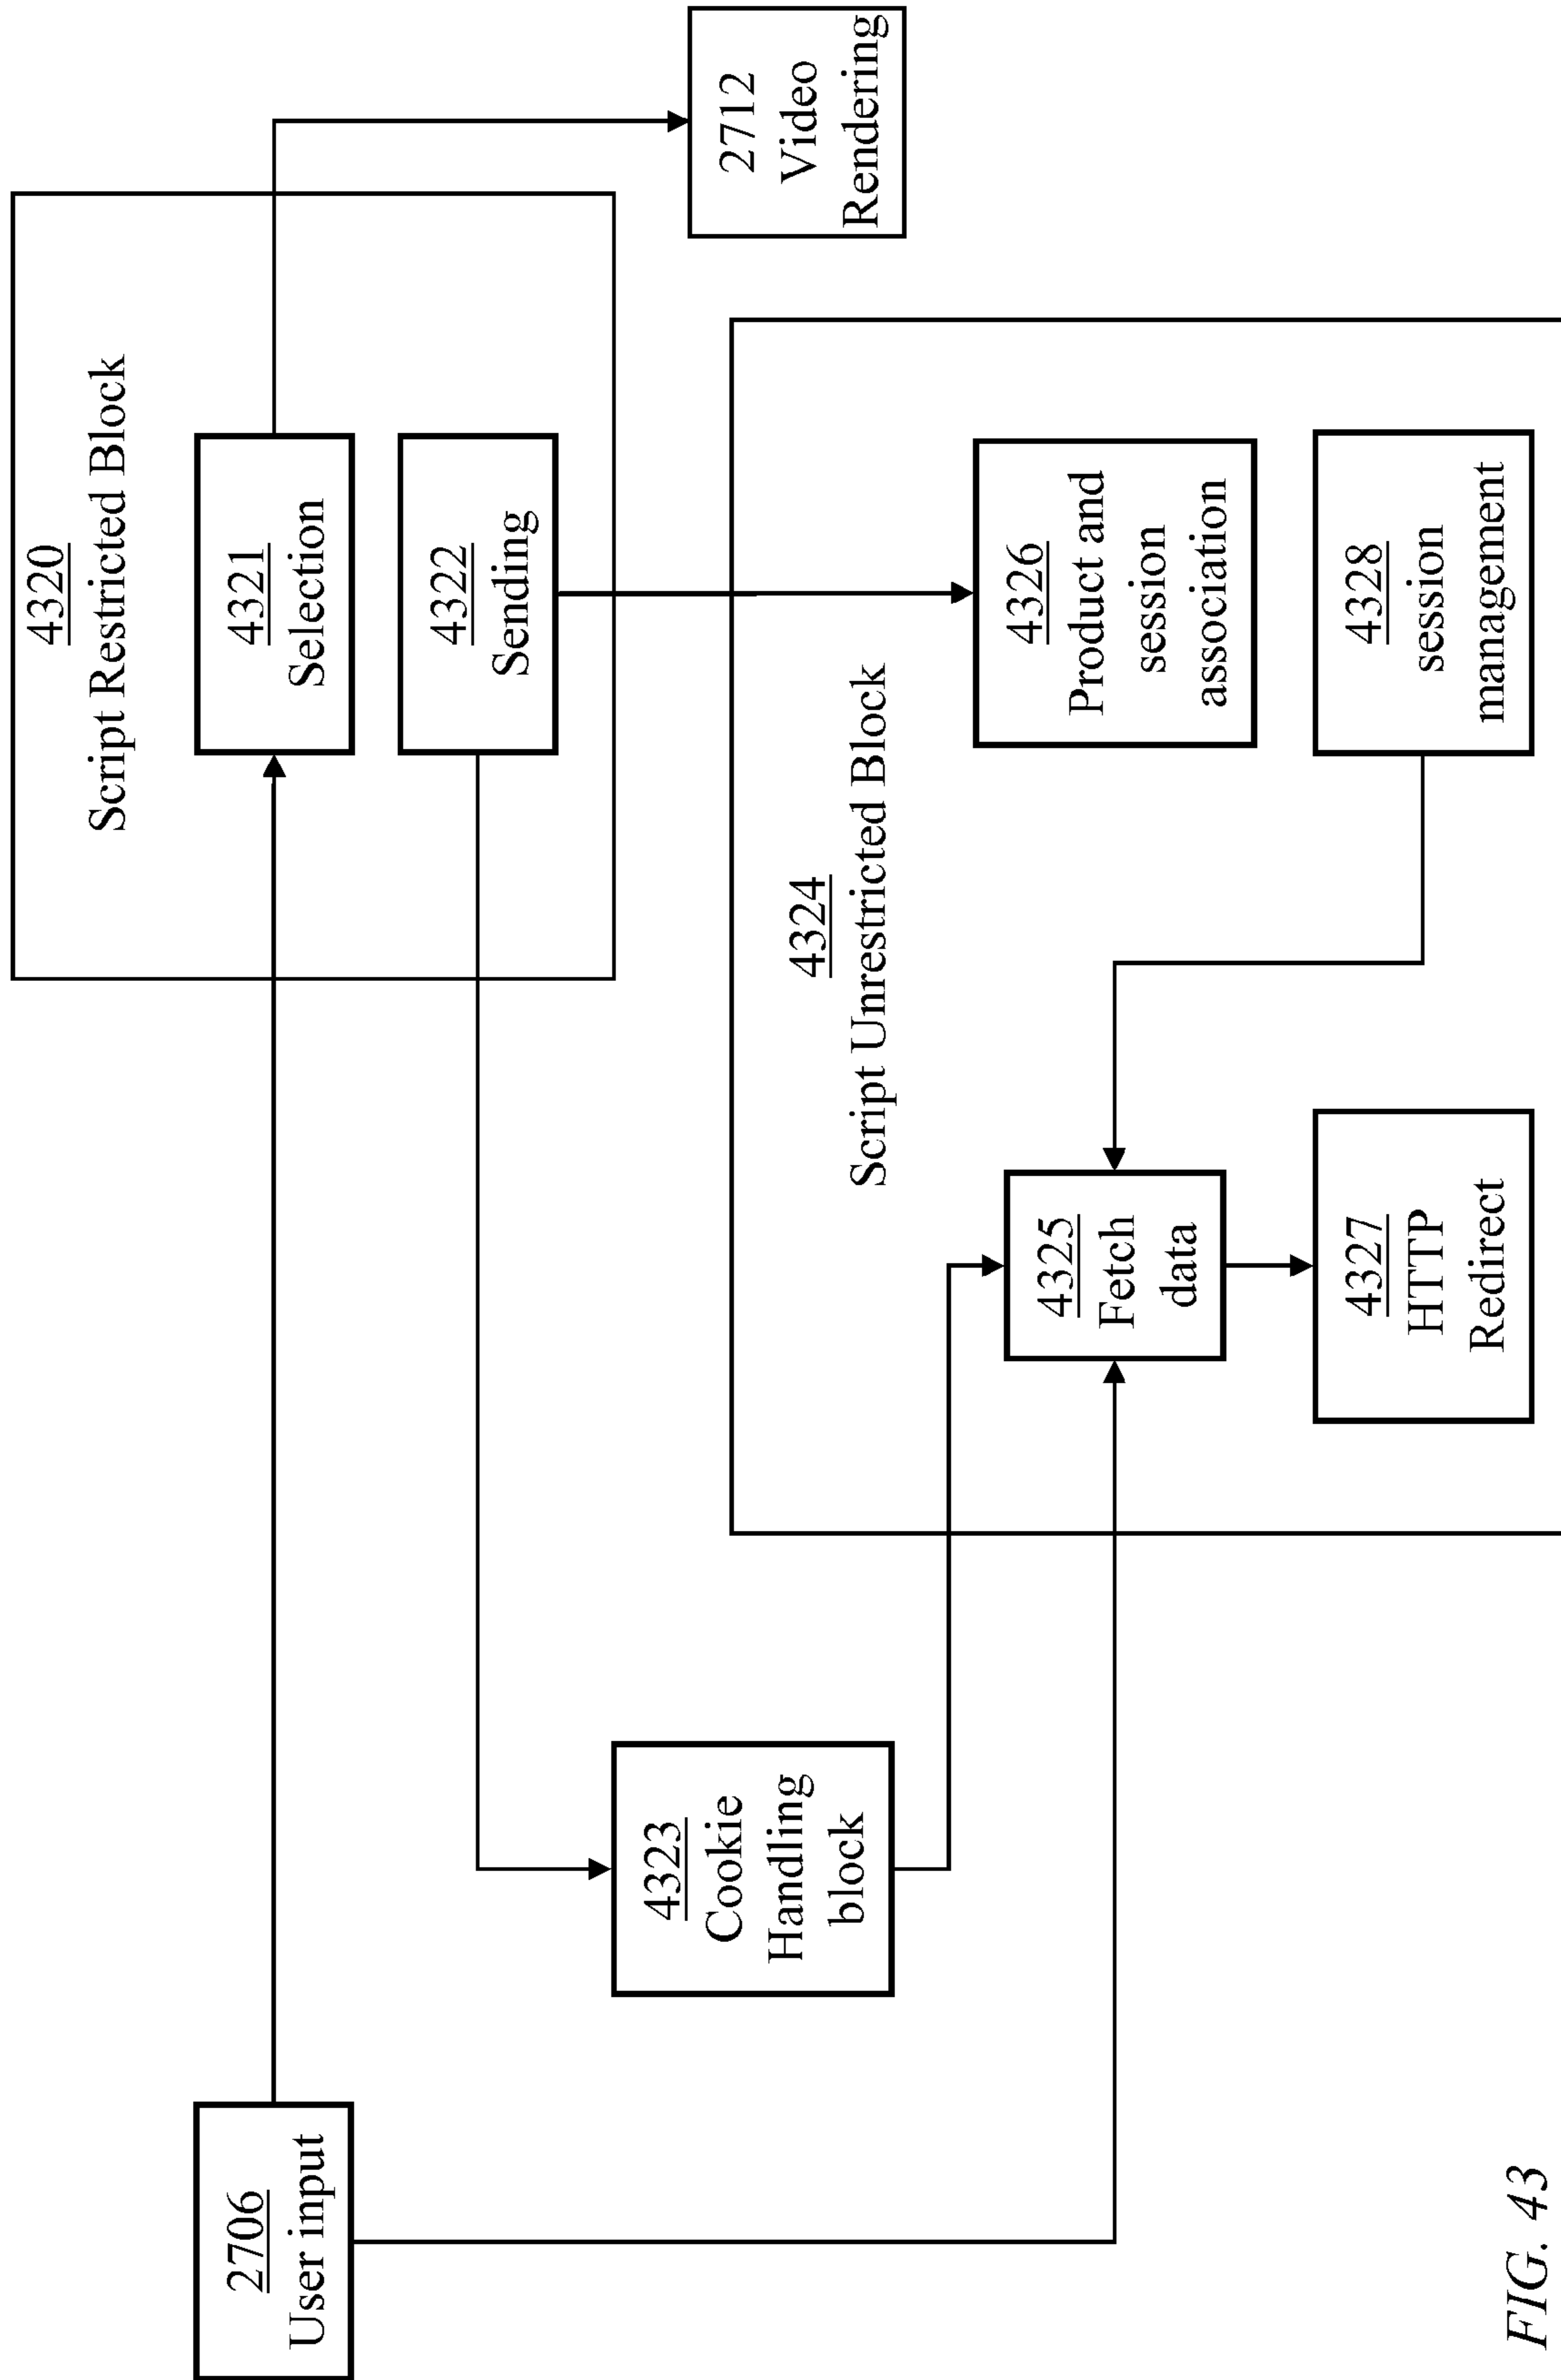 4320
Script Restricted Block
2706
User input
4321
Selection
4322
Sending
2712
Video
Rendering
4323
Cookie
Handling
block
4324
Script Unrestricted Block
4325
Fetch
data
4326
Product and
session
association
4327
HTTP
Redirect
4328
session
management
FIG. 43